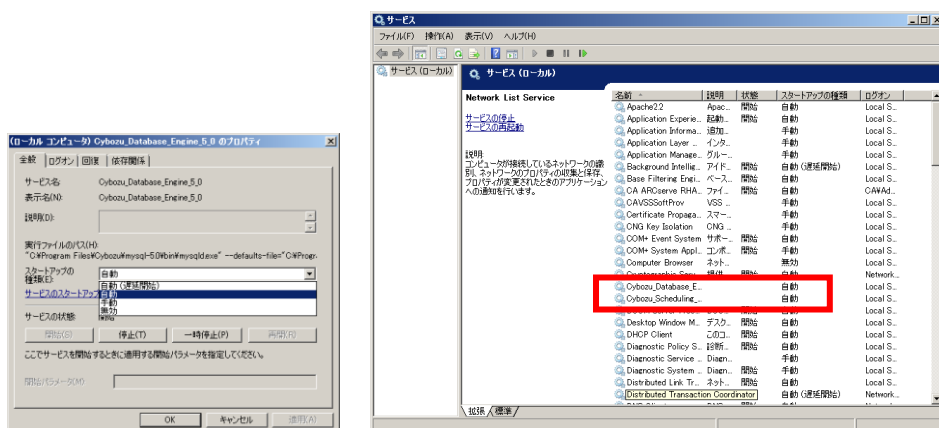 (ローカル コンピュータ) Cybozu_Database_Engine_5_0 のプロパティ
全般 ログオン 回復 依存関係
サービス名: Cybozu_Database_Engine_5_0
表示名(N): Cybozu_Database_Engine_5_0
説明(D):
実行ファイルのパス(H):
"C:¥Program Files¥Cybozu¥mysql-5.0¥bin¥mysqld.exe" --defaults-file="C:¥Progr
スタートアップの
種類(E): 自動
自動 (遅延開始)
サービスのスタートアップ 自動
手動
無効
サービスの状態: 開始
開始(S) 停止(T) 一時停止(P) 再開(R)
ここでサービスを開始するときに適用する開始パラメータを指定してください。
開始パラメータ(M):
OK キャンセル 適用(A)
サービス
ファイル(F) 操作(A) 表示(V) ヘルプ(H)
サービス (ローカル)
サービス (ローカル)
Network List Service
サービスの停止
サービスの再起動
説明:
コンピュータが接続しているネットワークの識
別、ネットワークのプロパティの収集と保存、
プロパティが変更されたときのアプリケーション
への通知を行います。
名前 説明 状態 スタートアップの種類 ログオン
Apache2.2 Apac... 開始 自動 Local S...
Application Experie... 起動... 開始 自動 Local S...
Application Informa... 追加... 手動 Local S...
Application Layer ... インタ... 手動 Local S...
Application Manage... グルー... 手動 Local S...
Background Intellig... アイド... 開始 自動 (遅延開始) Local S...
Base Filtering Engi... ベース... 開始 自動 Local S...
CA ARCserve RHA... ファイ... 開始 自動 CA¥Ad...
CAVSSSoftProv VSS ... 手動 Local S...
Certificate Propaga... スマー... 手動 Local S...
CNG Key Isolation CNG ... 手動 Local S...
COM+ Event System サポー... 開始 自動 Local S...
COM+ System Appl... コンポ... 開始 手動 Local S...
Computer Browser ネット... 無効 Local S...
Cryptographic Serv... 提供... 開始 自動 Network...
Cybozu_Database_E... 自動 Local S...
Cybozu_Scheduling_... 自動 Local S...
開始 自動 Local S...
Desktop Window M... デスク... 開始 自動 Local S...
DHCP Client このコ... 開始 自動 Local S...
Diagnostic Policy S... 診断... 開始 自動 Local S...
Diagnostic Service ... Diagn... 手動 Local S...
Diagnostic System ... Diagn... 手動 Local S...
Distributed Link Tr... ネット... 開始 自動 Local S...
Distributed Transaction Coordinator 自動 (遅延開始) Network...
拡張 標準